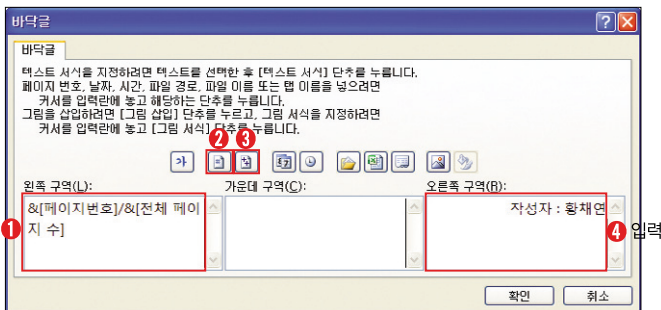 바닥글
바닥글
텍스트 서식을 지정하려면 텍스트를 선택한 후 [텍스트 서식] 단추를 누릅니다.
페이지 번호, 날짜, 시간, 파일 경로, 파일 이름 또는 탭 이름을 넣으려면
커서를 입력란에 놓고 해당하는 단추를 누릅니다.
그림을 삽입하려면 [그림 삽입] 단추를 누르고, 그림 서식을 지정하려면
커서를 입력란에 놓고 [그림 서식] 단추를 누릅니다.
2 3
가
왼쪽 구역(L): 가운데 구역(C): 오른쪽 구역(R):
1 &[페이지번호]/&[전체 페이
지 수]
작성자 : 황채연
4 입력
확인 취소